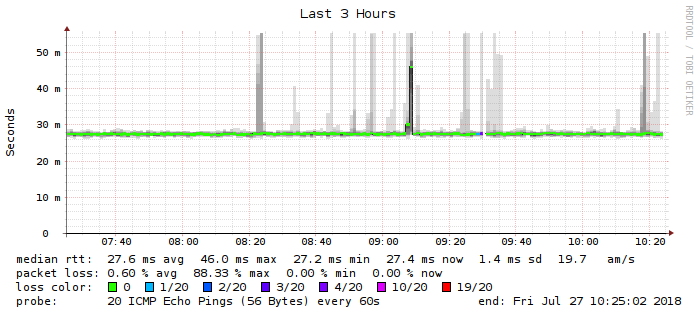 Last 3 Hours
RRDTOOL / TOBI OETIKER
Seconds
50 m
40 m
30 m
20 m
10 m
0
07:40 08:00 08:20 08:40 09:00 09:20 09:40 10:00 10:20
median rtt: 27.6 ms avg 46.0 ms max 27.2 ms min 27.4 ms now 1.4 ms sd 19.7 am/s
packet loss: 0.60 % avg 88.33 % max 0.00 % min 0.00 % now
loss color: 0 1/20 2/20 3/20 4/20 10/20 19/20
probe: 20 ICMP Echo Pings (56 Bytes) every 60s end: Fri Jul 27 10:25:02 2018